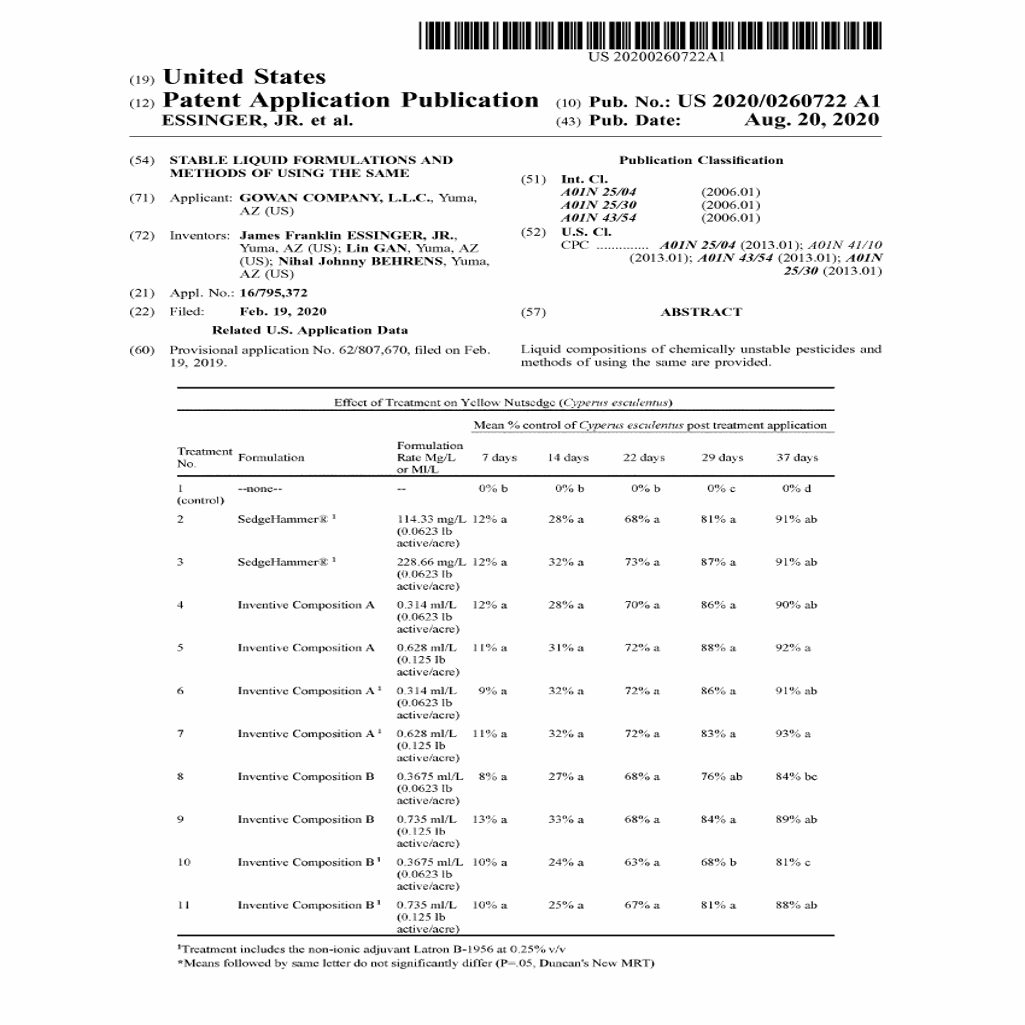 US 20200260722A1
(19) United States
(12) Patent Application Publication
ESSINGER, JR. et al.
(10) Pub. No.: US 2020/0260722 A1
(43) Pub. Date: Aug. 20, 2020
(54) STABLE LIQUID FORMULATIONS AND
METHODS OF USING THE SAME
(71) Applicant: GOWAN COMPANY, L.L.C., Yuma,
AZ (US)
(72) Inventors: James Franklin ESSINGER, JR.,
Yuma, AZ (US); Lin GAN, Yuma, AZ
(US); Nihal Johnny BEHRENS, Yuma,
AZ (US)
(21) Appl. No.: 16/795,372
(22) Filed: Feb. 19, 2020
Related U.S. Application Data
(60) Provisional application No. 62/807,670, filed on Feb.
19, 2019.
Publication Classification
(51) Int. Cl.
A01N 25/04 (2006.01)
A01N 25/30 (2006.01)
A01N 43/54 (2006.01)
(52) U.S. Cl.
CPC ............. A01N 25/04 (2013.01); A01N 41/10
(2013.01); A01N 43/54 (2013.01); A01N
25/30 (2013.01)
(57) ABSTRACT
Liquid compositions of chemically unstable pesticides and
methods of using the same are provided.
Effect of Treatment on Yellow Nutsedge (Cyperus esculentus)
Mean % control of Cyperus esculentus post treatment application
Treatment No. Formulation Formulation Rate Mg/L or Ml/L 7 days 14 days 22 days 29 days 37 days
1 --none-- -- 0% b 0% b 0% b 0% c 0% d
(control)
2 SedgeHammer® ¹ 114.33 mg/L 12% a 28% a 68% a 81% a 91% ab
(0.0623 lb
active/acre)
3 SedgeHammer® ¹ 228.66 mg/L 12% a 32% a 73% a 87% a 91% ab
(0.0623 lb
active/acre)
4 Inventive Composition A 0.314 ml/L 12% a 28% a 70% a 86% a 90% ab
(0.0623 lb
active/acre)
5 Inventive Composition A 0.628 ml/L 11% a 31% a 72% a 88% a 92% a
(0.125 lb
active/acre)
6 Inventive Composition A ¹ 0.314 ml/L 9% a 32% a 72% a 86% a 91% ab
(0.0623 lb
active/acre)
7 Inventive Composition A ¹ 0.628 ml/L 11% a 32% a 72% a 83% a 93% a
(0.125 lb
active/acre)
8 Inventive Composition B 0.3675 ml/L 8% a 27% a 68% a 76% ab 84% bc
(0.0623 lb
active/acre)
9 Inventive Composition B 0.735 ml/L 13% a 33% a 68% a 84% a 89% ab
(0.125 lb
active/acre)
10 Inventive Composition B ¹ 0.3675 ml/L 10% a 24% a 63% a 68% b 81% c
(0.0623 lb
active/acre)
11 Inventive Composition B ¹ 0.735 ml/L 10% a 25% a 67% a 81% a 88% ab
(0.125 lb
active/acre)
¹Treatment includes the non-ionic adjuvant Latron B-1956 at 0.25% v/v
*Means followed by same letter do not significantly differ (P=.05, Duncan's New MRT)